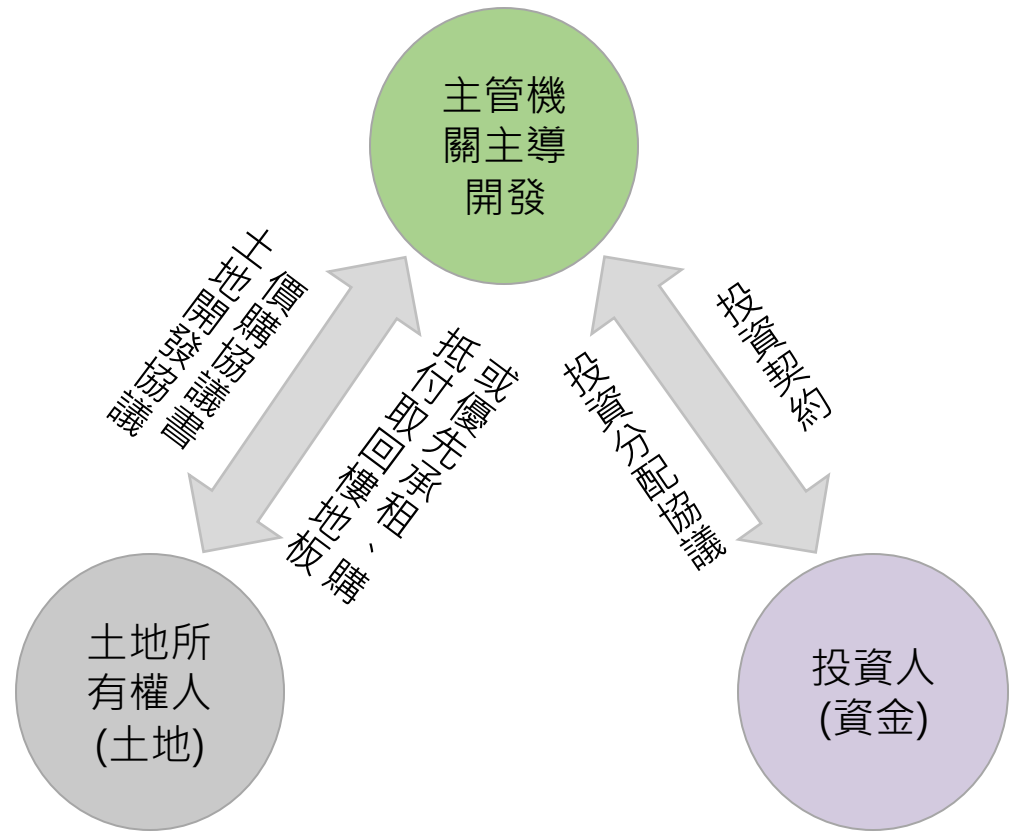 主管機
關主導
開發
價購協議書
土地開發協議
或優先承租、購
抵付取回樓地板
投資分配協議
投資契約
土地所
有權人
(土地)
投資人
(資金)